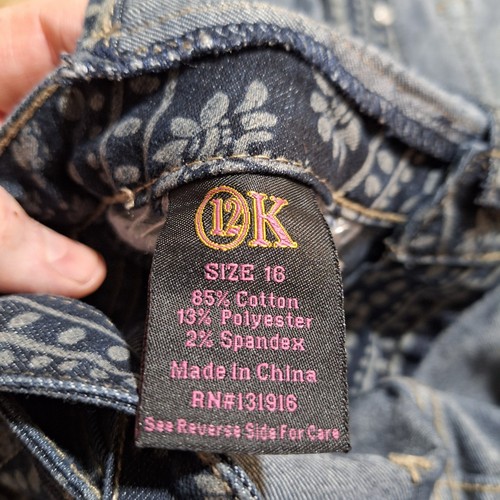 12K
SIZE 16
85% Cotton
13% Polyester
2% Spandex
Made In China
RN#131916
See Reverse Side For Care